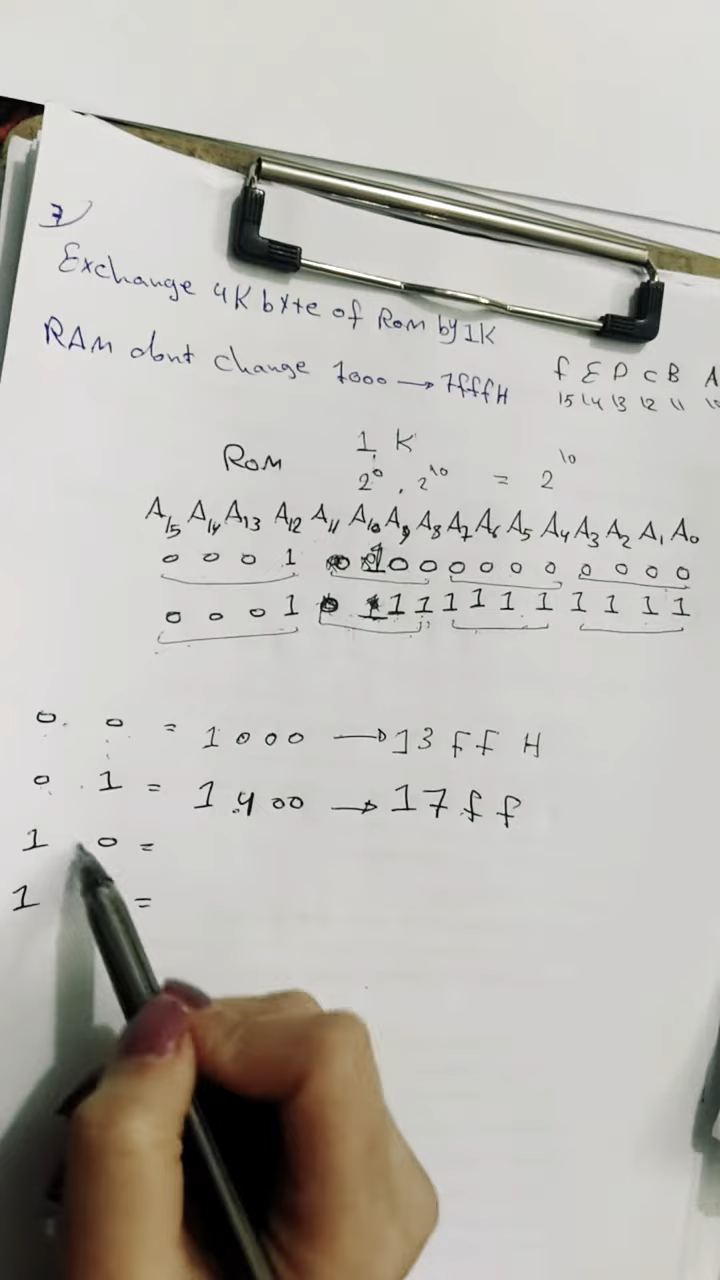 7
Exchange 4K byte of Rom by 1K
RAM dont change 7000 → 7fffH
f E D C B A
15 14 13 12 11 10
Rom 1 K
2⁰ . 2¹⁰ = 2¹⁰
A15 A14 A13 A12 A11 A10 A9 A8 A7 A6 A5 A4 A3 A2 A1 A0
0 0 0 1 0 1 0 0 0 0 0 0 0 0 0 0
0 0 0 1 0 1 1 1 1 1 1 1 1 1 1 1
0 0 = 1000 → 13ffH
0 1 = 1400 → 17ff
1 0 =
1 =